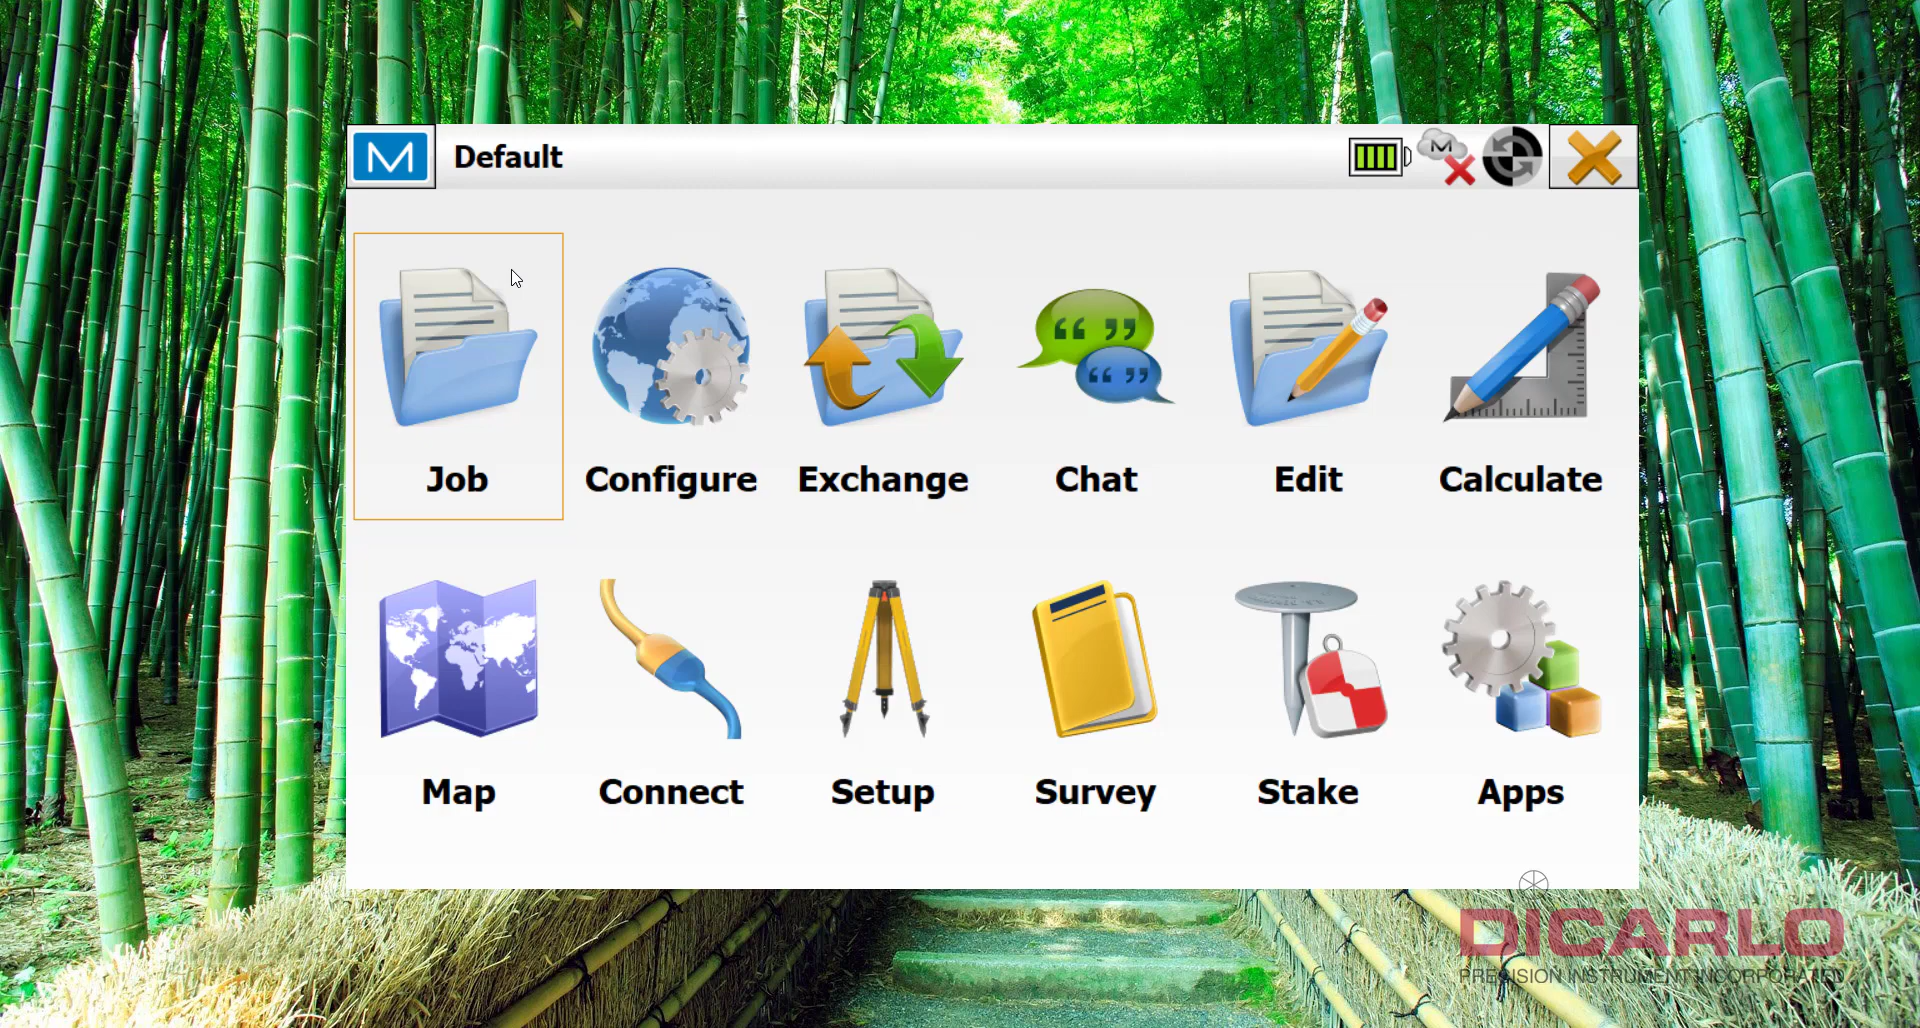 M Default M
Job Configure Exchange Chat Edit Calculate
Map Connect Setup Survey Stake Apps
DICARLO
PRECISION INSTRUMENT INCORPORATED